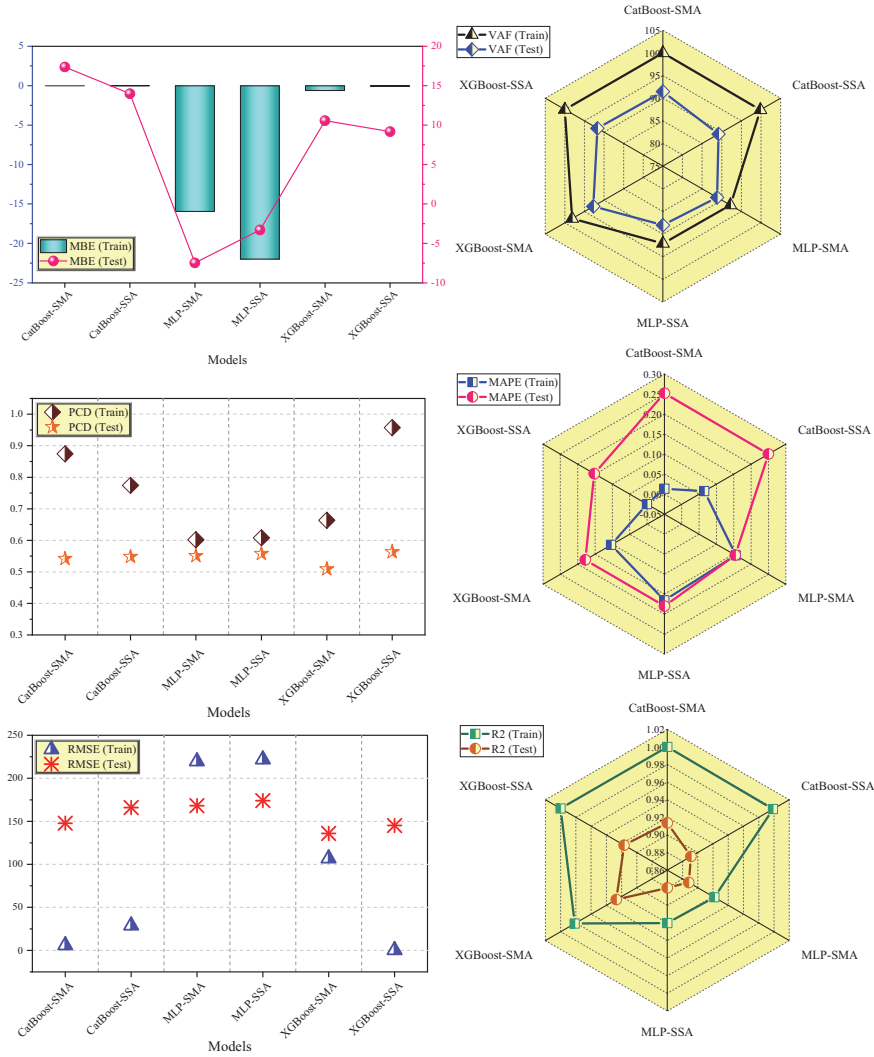 5
0
-5
-10
-15
-20
-25
20
15
10
5
0
-5
-10
MBE (Train)
MBE (Test)
CatBoost-SMA
CatBoost-SSA
MLP-SMA
MLP-SSA
XGBoost-SMA
XGBoost-SSA
Models
VAF (Train)
VAF (Test)
CatBoost-SMA
CatBoost-SSA
MLP-SMA
MLP-SSA
XGBoost-SMA
XGBoost-SSA
105
100
95
90
85
80
75
1.0
0.9
0.8
0.7
0.6
0.5
0.4
0.3
PCD (Train)
PCD (Test)
CatBoost-SMA
CatBoost-SSA
MLP-SMA
MLP-SSA
XGBoost-SMA
XGBoost-SSA
Models
MAPE (Train)
MAPE (Test)
CatBoost-SMA
CatBoost-SSA
MLP-SMA
MLP-SSA
XGBoost-SMA
XGBoost-SSA
0.30
0.25
0.20
0.15
0.10
0.05
0.00
-0.05
250
200
150
100
50
0
RMSE (Train)
RMSE (Test)
CatBoost-SMA
CatBoost-SSA
MLP-SMA
MLP-SSA
XGBoost-SMA
XGBoost-SSA
Models
R2 (Train)
R2 (Test)
CatBoost-SMA
CatBoost-SSA
MLP-SMA
MLP-SSA
XGBoost-SMA
XGBoost-SSA
1.02
1.00
0.98
0.96
0.94
0.92
0.90
0.88
0.86